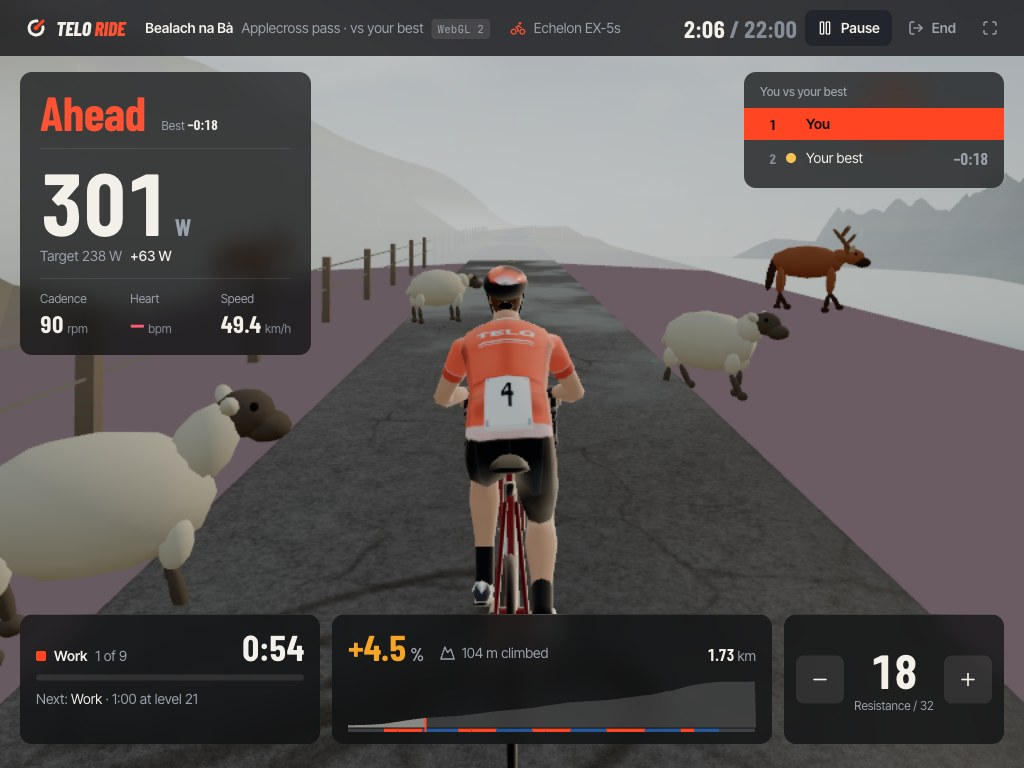 TELO RIDE Bealach na Bà Applecross pass · vs your best WebGL 2 Echelon EX-5s 2:06 / 22:00 Pause End
Ahead Best −0:18
301 W
Target 238 W +63 W
Cadence Heart Speed
90 rpm – bpm 49.4 km/h
You vs your best
1 You
2 Your best −0:18
TELO
4
Work 1 of 9 0:54
Next: Work · 1:00 at level 21
+4.5 % 104 m climbed 1.73 km
− 18 +
Resistance / 32